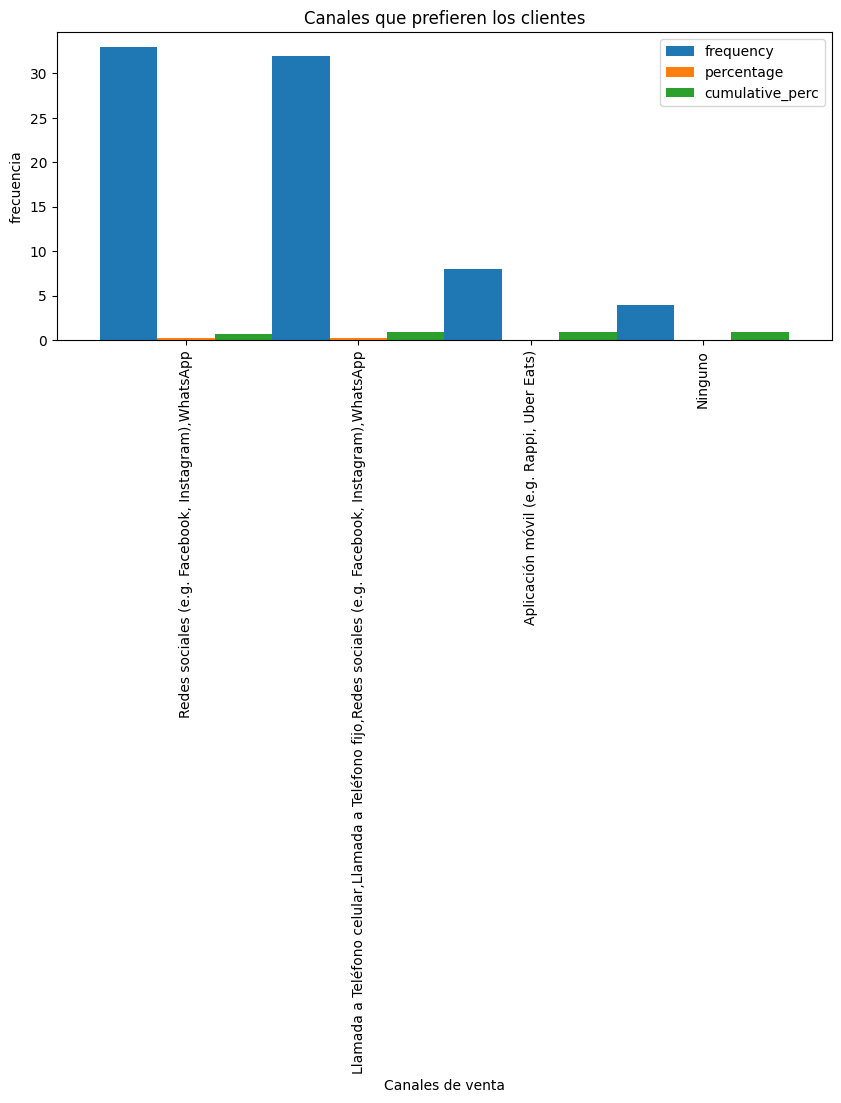 Canales que prefieren los clientes
frequency
percentage
cumulative_perc
frecuencia
30
25
20
15
10
5
0
Redes sociales (e.g. Facebook, Instagram),WhatsApp
Llamada a Teléfono celular,Llamada a Teléfono fijo,Redes sociales (e.g. Facebook, Instagram),WhatsApp
Aplicación móvil (e.g. Rappi, Uber Eats)
Ninguno
Canales de venta